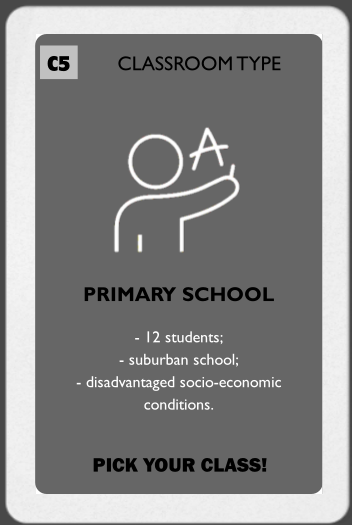 C5
CLASSROOM TYPE
A
PRIMARY SCHOOL
- 12 students;
- suburban school;
- disadvantaged socio-economic
conditions.
PICK YOUR CLASS!